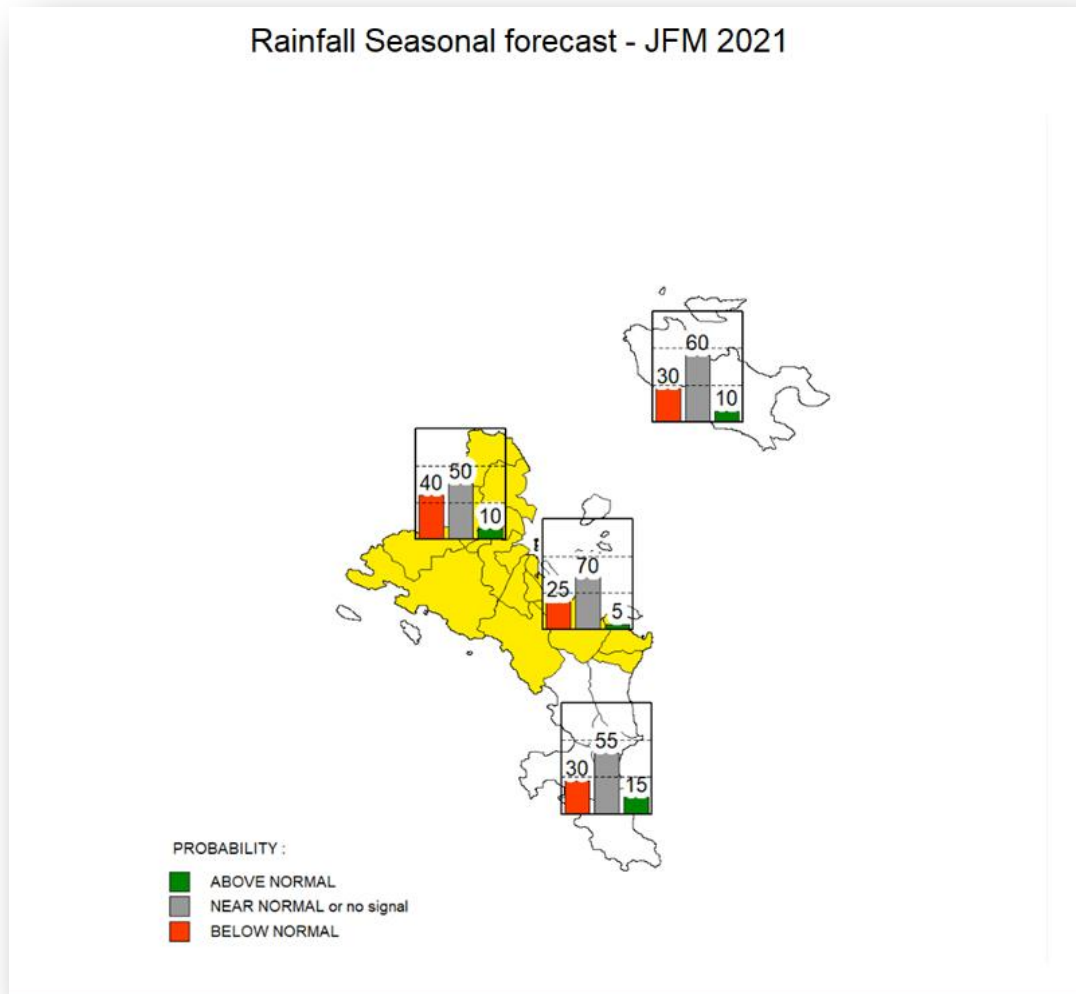 Rainfall Seasonal forecast - JFM 2021
60
30
10
40
50
10
70
25
5
55
30
15
PROBABILITY :
ABOVE NORMAL
NEAR NORMAL or no signal
BELOW NORMAL